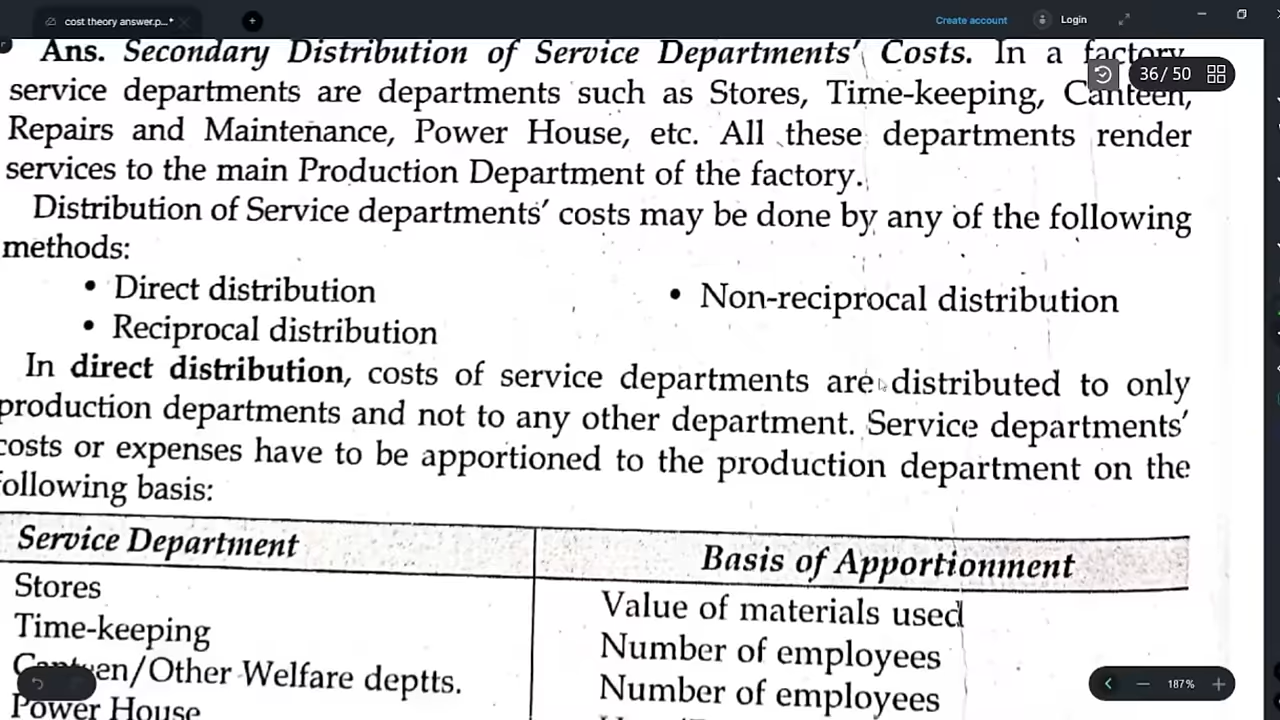 cost theory answer.p...*
Create account
Login
36 / 50
Ans. Secondary Distribution of Service Departments' Costs. In a factory
service departments are departments such as Stores, Time-keeping, Canteen,
Repairs and Maintenance, Power House, etc. All these departments render
services to the main Production Department of the factory.
Distribution of Service departments' costs may be done by any of the following
methods:
• Direct distribution
• Non-reciprocal distribution
• Reciprocal distribution
In direct distribution, costs of service departments are distributed to only
production departments and not to any other department. Service departments'
costs or expenses have to be apportioned to the production department on the
ollowing basis:
Service Department Basis of Apportionment
Stores Value of materials used
Time-keeping Number of employees
en/Other Welfare deptts. Number of employees
Power House
187%